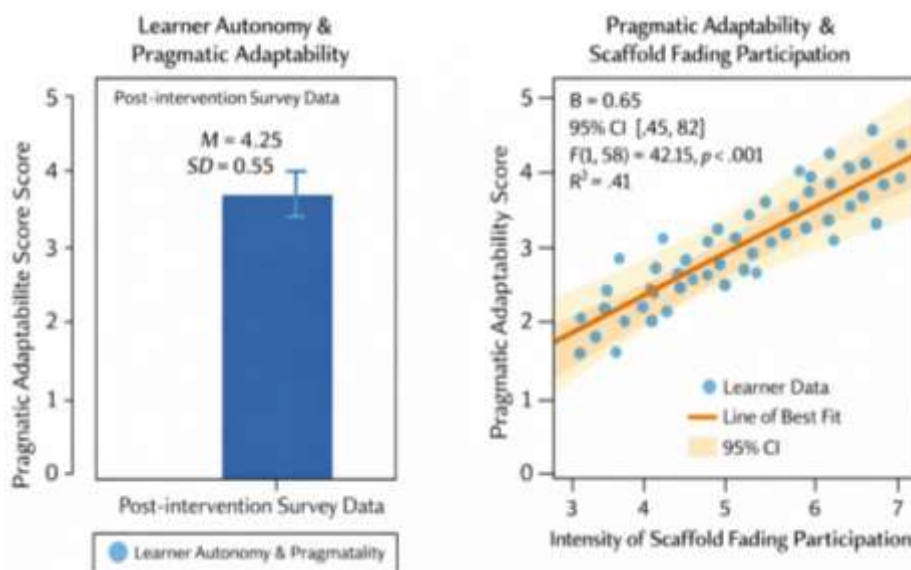 Learner Autonomy &
Pragmatic Adaptability
Post-intervention Survey Data
M = 4.25
SD = 0.55
Pragnatic Adaptabilite Score Score
5
4
3
2
1
0
Post-intervention Survey Data
Learner Autonomy & Pragmatality
Pragmatic Adaptability &
Scaffold Fading Participation
B = 0.65
95% CI [.45, 82]
F(1, 58) = 42.15, p < .001
R² = .41
Pragmatic Adaptability Score
5
4
3
2
1
0
Learner Data
Line of Best Fit
95% CI
3 4 5 6 7
Intensity of Scaffold Fading Participation